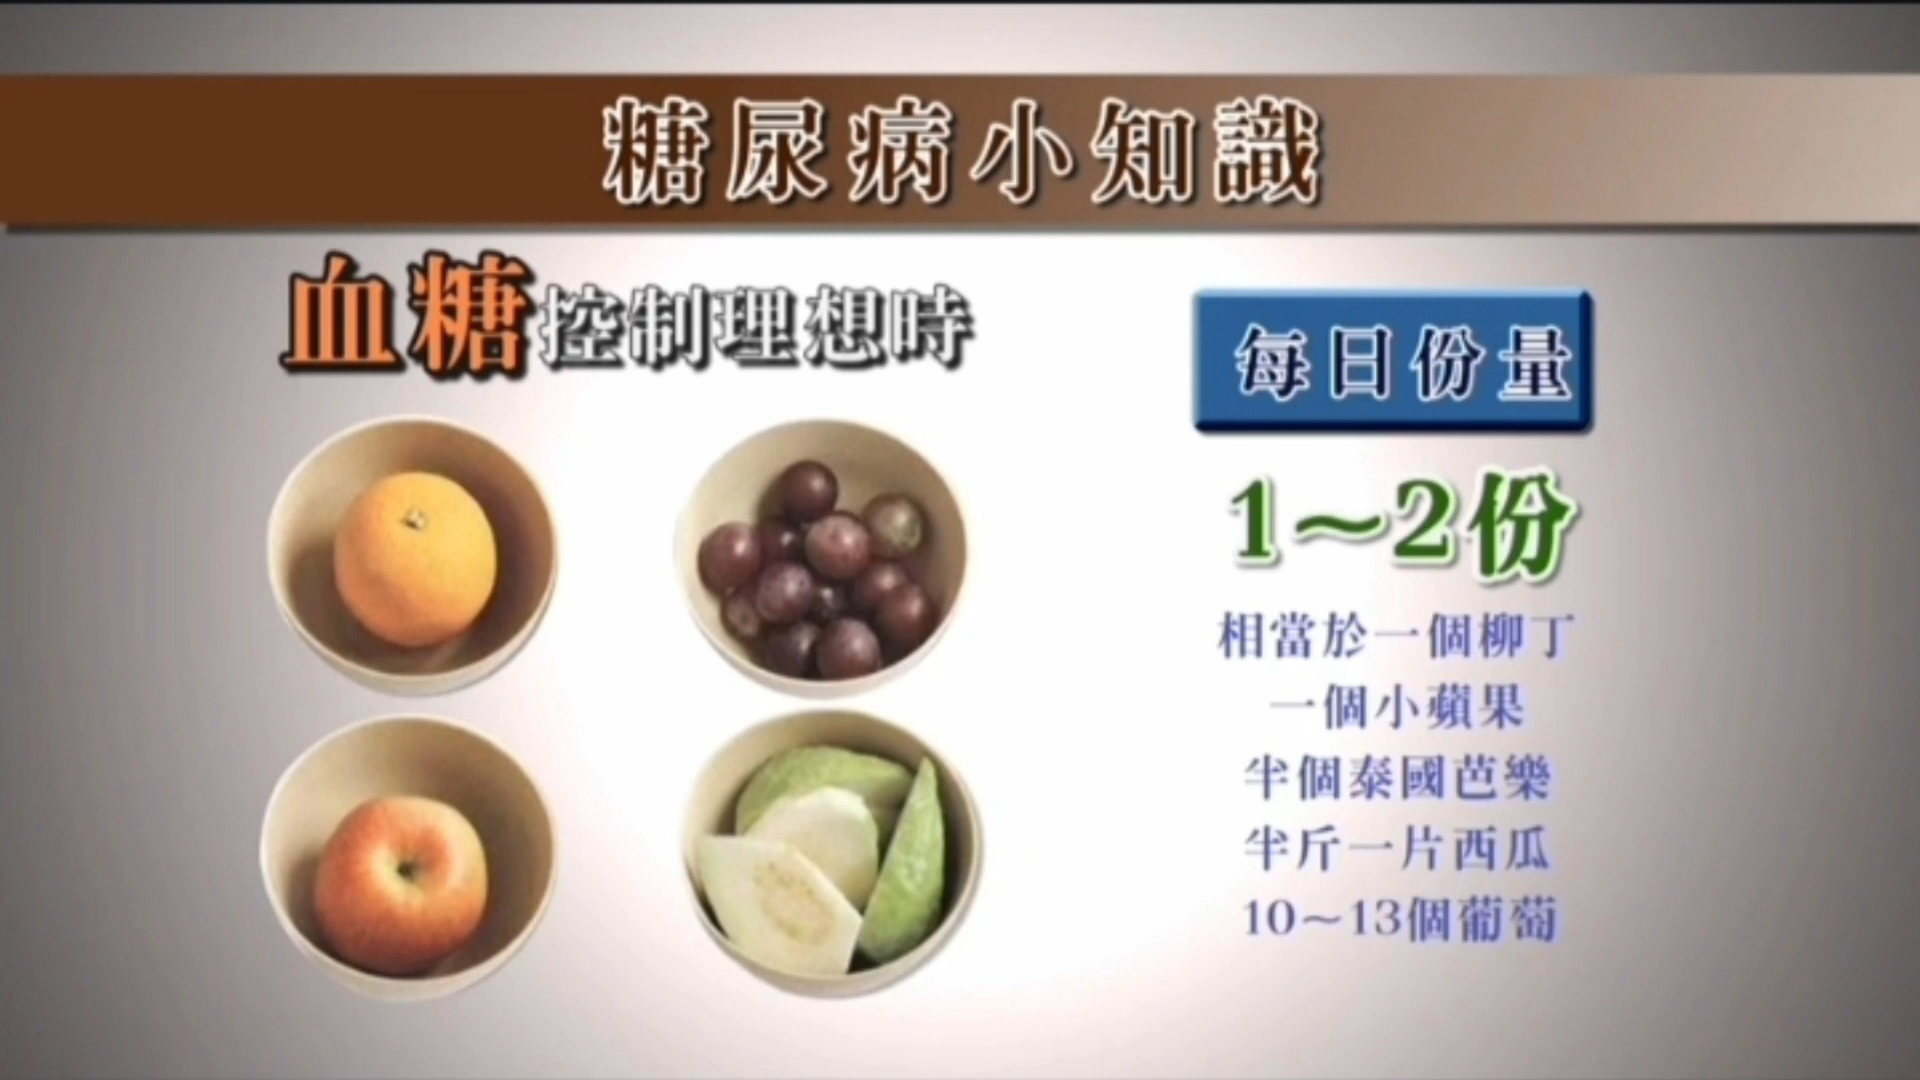 糖尿病小知識
血糖控制理想時
每日份量
1～2份
相當於一個柳丁
一個小蘋果
半個泰國芭樂
半斤一片西瓜
10～13個葡萄